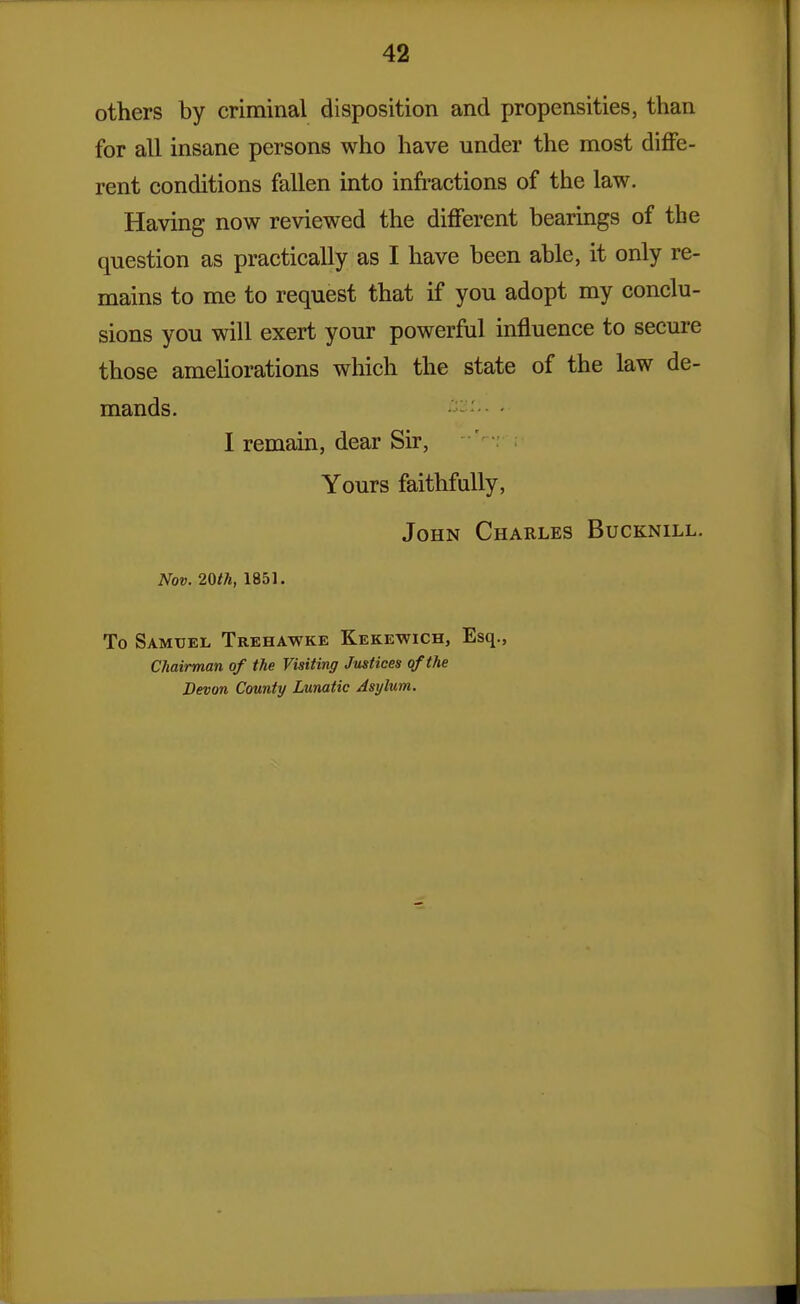 42
others by criminal disposition and propensities, than
for all insane persons who have under the most diffe-
rent conditions fallen into infractions of the law.
Having now reviewed the different bearings of the
question as practically as I have been able, it only re-
mains to me to request that if you adopt my conclu-
sions you will exert your powerful influence to secure
those ameliorations which the state of the law de-
mands.
I remain, dear Sir,
Yours faithfully,
John Charles Bucknill.
Nov. 20th, 1851.
To Samuel Trehawke Kekewich, Esq.,
Chairman of the Visiting Justices of the
Devon County Lunatic Asylum.